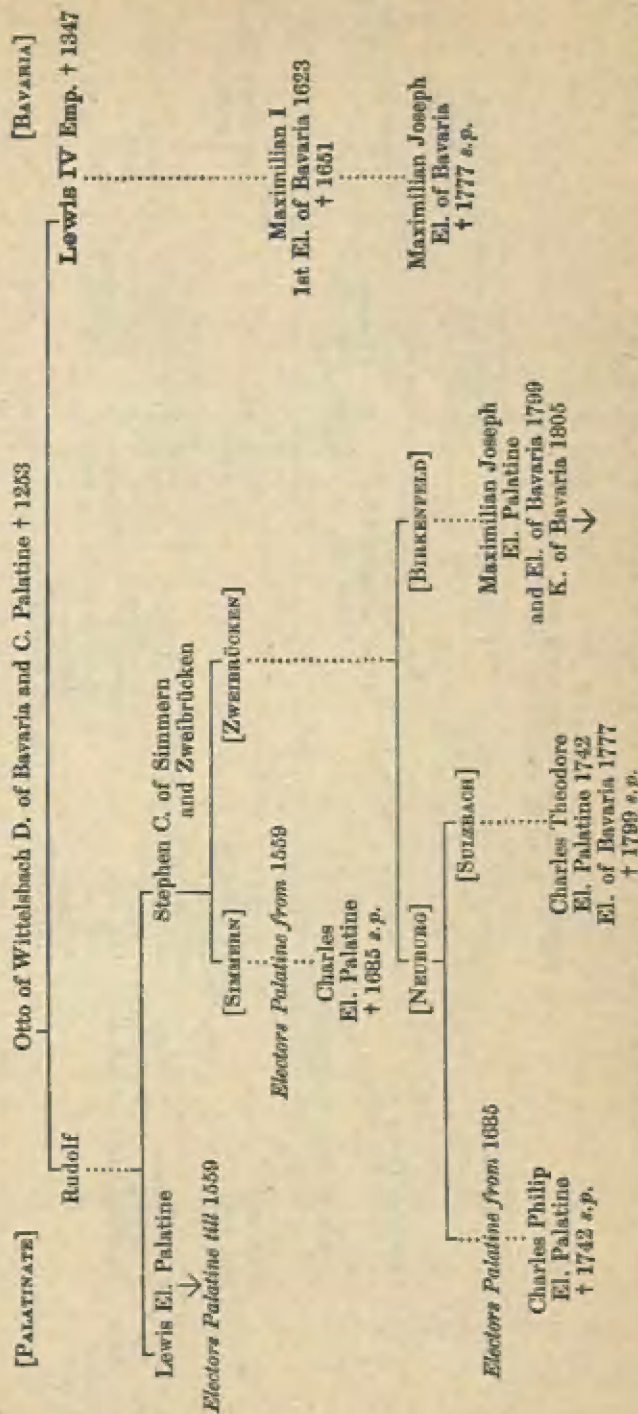 Otto of Wittelsbach D. of Bavaria and C. Palatine † 1253
[PALATINATE]
[BAVARIA]
Rudolf
Lewis IV Emp. † 1347
Lewis El. Palatine
Electors Palatine till 1559
Stephen C. of Simmern
and Zweibrücken
[SIMMERN]
Electors Palatine from 1559
Charles
El. Palatine
† 1685 s.p.
[ZWEIBRÜCKEN]
Maximilian I
1st El. of Bavaria 1623
† 1651
Maximilian Joseph
El. of Bavaria
† 1777 s.p.
[NEUBURG]
[BIRKENFELD]
Electors Palatine from 1685
Charles Philip
El. Palatine
† 1742 s.p.
[SULZBACH]
Charles Theodore
El. Palatine 1742
El. of Bavaria 1777
† 1799 s.p.
Maximilian Joseph
El. Palatine
and El. of Bavaria 1799
K. of Bavaria 1805